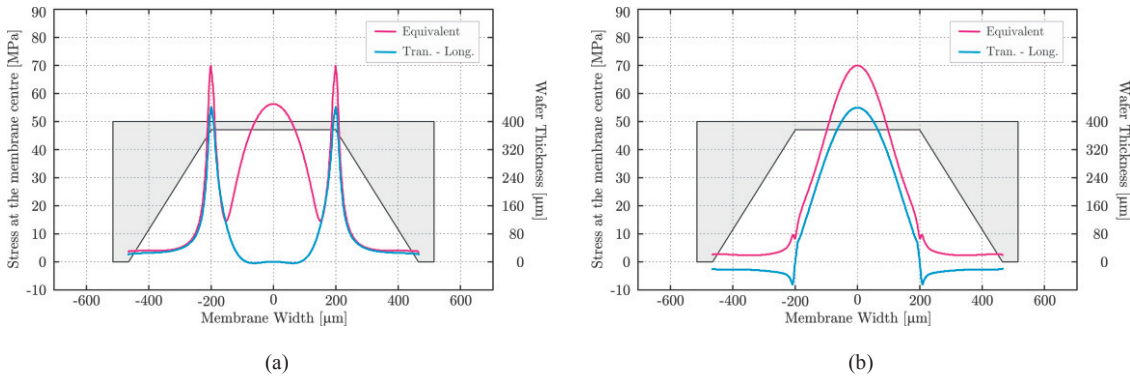 90
80
70
60
50
40
30
20
10
0
-10
Stress at the membrane centre [MPa]
Equivalent
Tran. - Long.
400
320
240
160
80
0
Wafer Thickness [µm]
-600 -400 -200 0 200 400 600
Membrane Width [µm]
(a)
90
80
70
60
50
40
30
20
10
0
-10
Stress at the membrane centre [MPa]
Equivalent
Tran. - Long.
400
320
240
160
80
0
Wafer Thickness [µm]
-600 -400 -200 0 200 400 600
Membrane Width [µm]
(b)